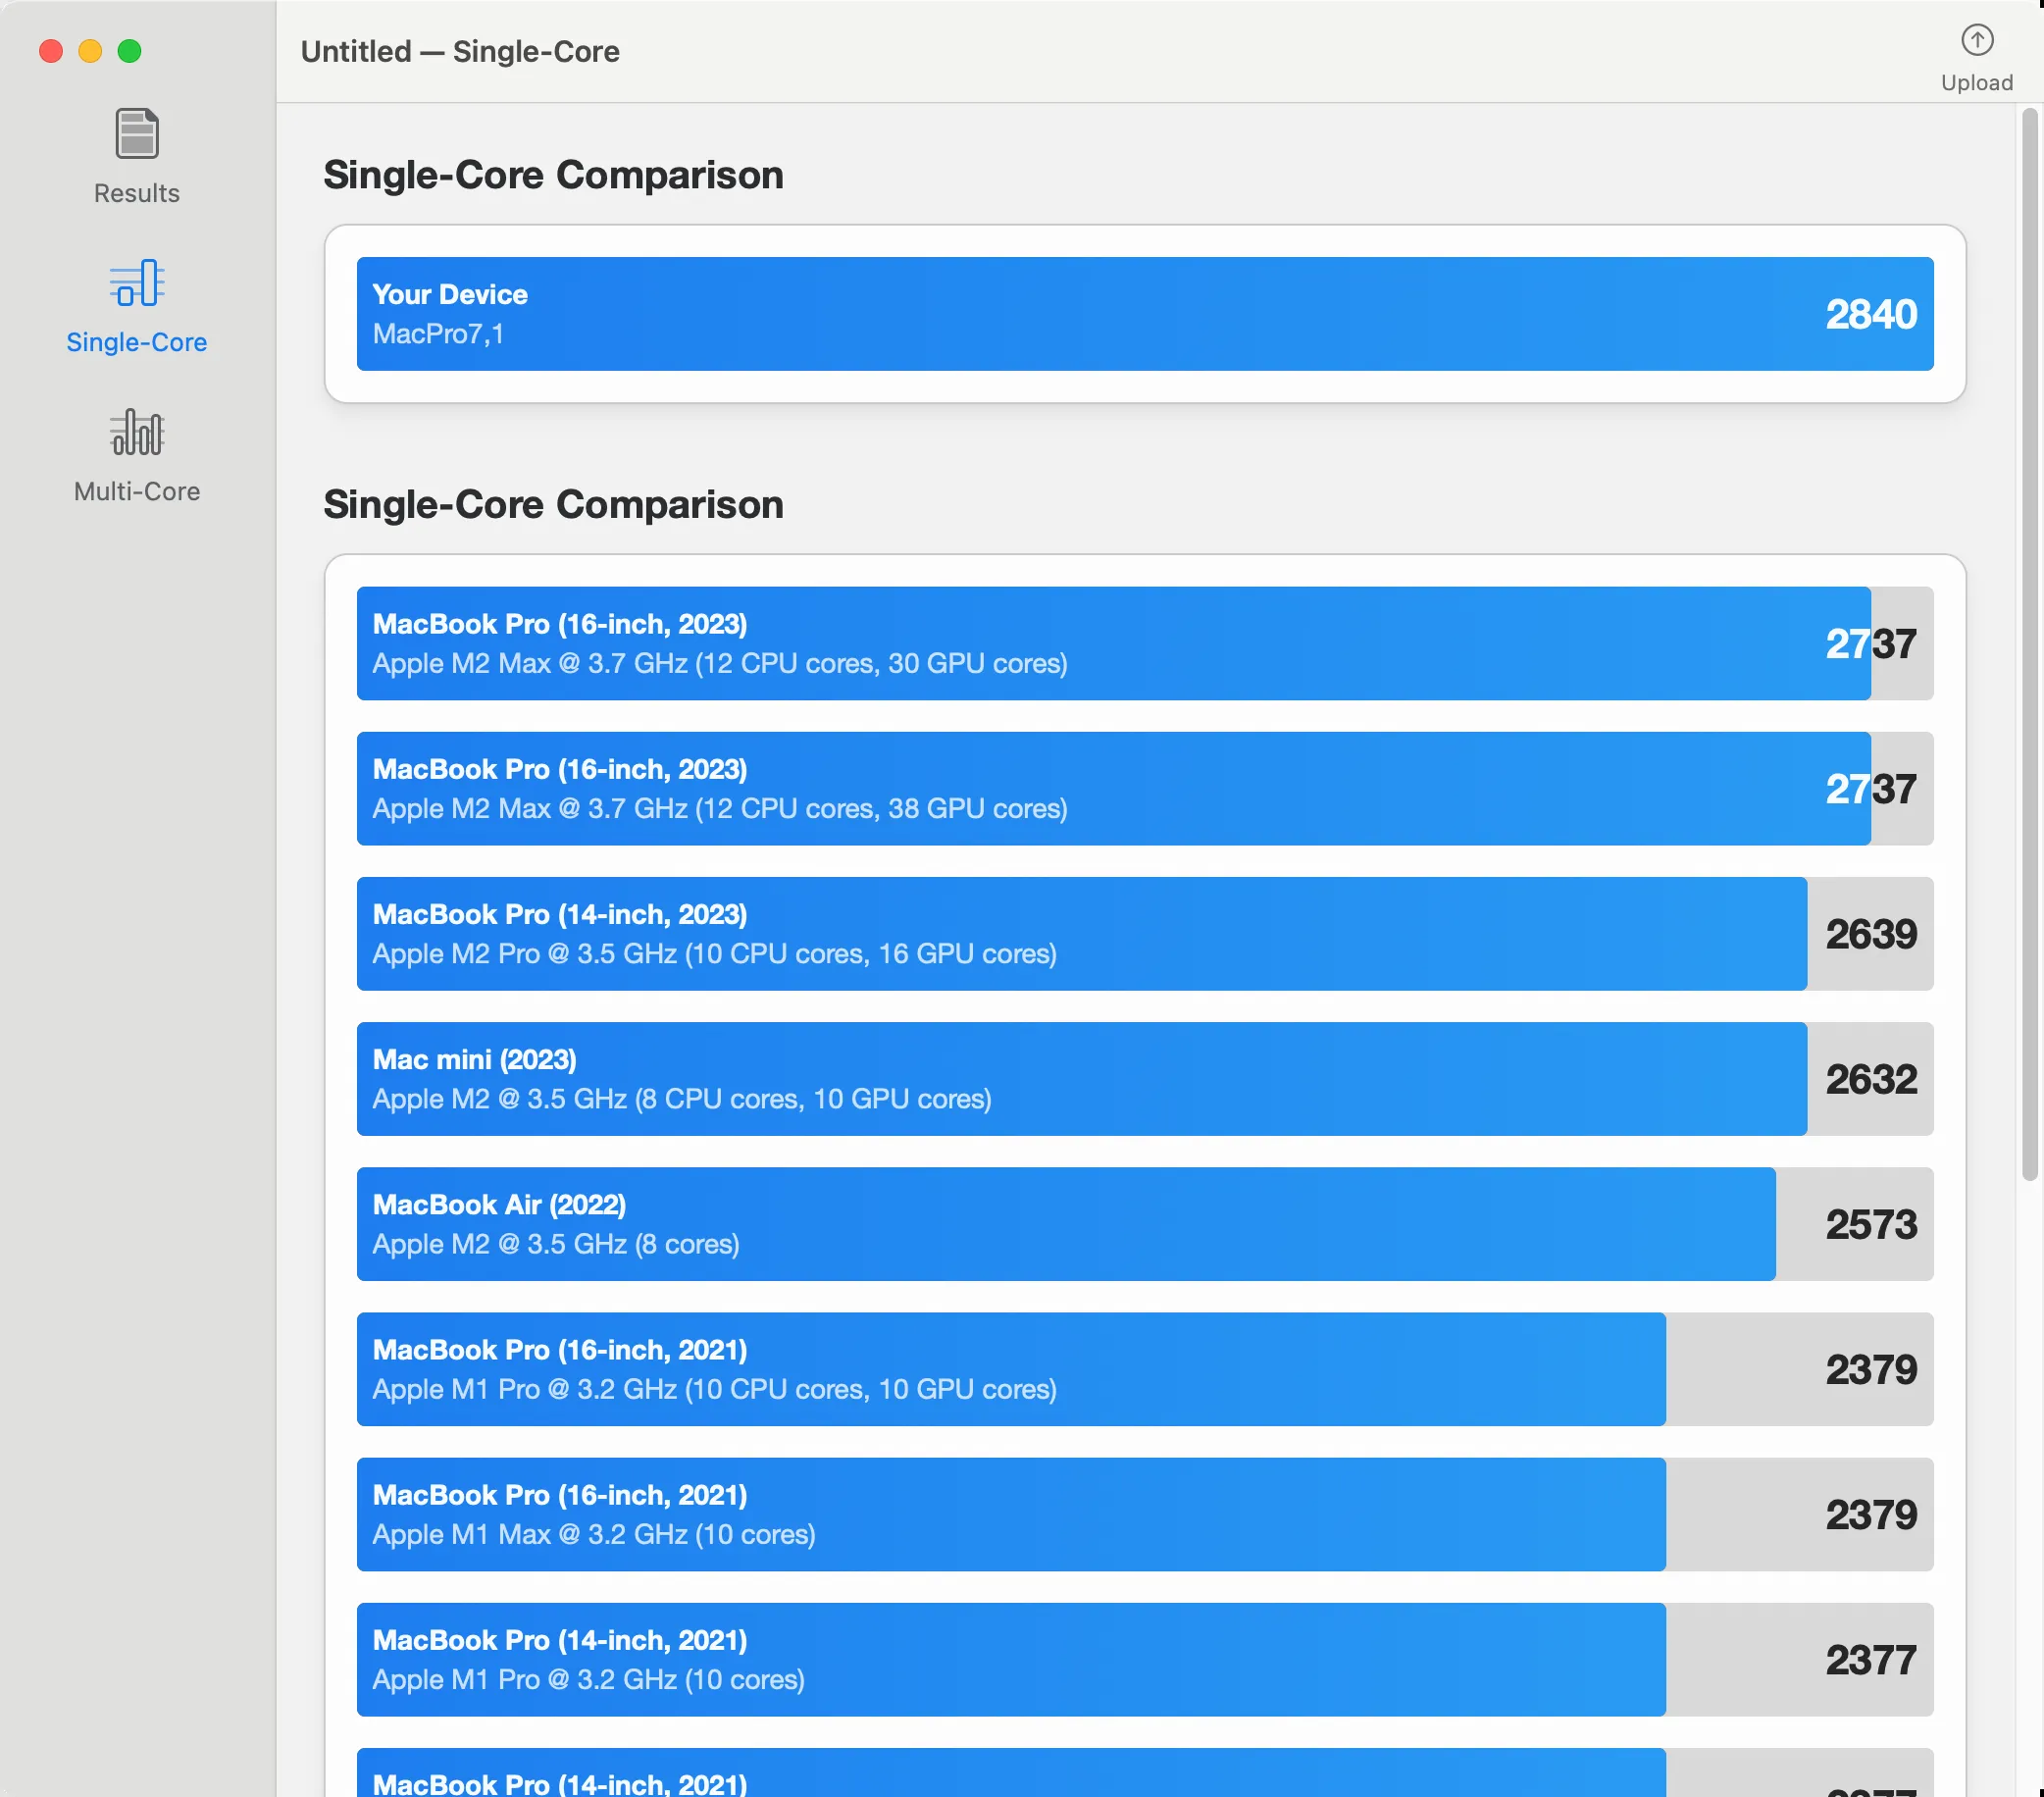 Untitled — Single-Core
Upload
Results
Single-Core
Multi-Core
Single-Core Comparison
Your Device
MacPro7,1
2840
Single-Core Comparison
MacBook Pro (16-inch, 2023)
Apple M2 Max @ 3.7 GHz (12 CPU cores, 30 GPU cores)
2737
MacBook Pro (16-inch, 2023)
Apple M2 Max @ 3.7 GHz (12 CPU cores, 38 GPU cores)
2737
MacBook Pro (14-inch, 2023)
Apple M2 Pro @ 3.5 GHz (10 CPU cores, 16 GPU cores)
2639
Mac mini (2023)
Apple M2 @ 3.5 GHz (8 CPU cores, 10 GPU cores)
2632
MacBook Air (2022)
Apple M2 @ 3.5 GHz (8 cores)
2573
MacBook Pro (16-inch, 2021)
Apple M1 Pro @ 3.2 GHz (10 CPU cores, 10 GPU cores)
2379
MacBook Pro (16-inch, 2021)
Apple M1 Max @ 3.2 GHz (10 cores)
2379
MacBook Pro (14-inch, 2021)
Apple M1 Pro @ 3.2 GHz (10 cores)
2377
MacBook Pro (14-inch, 2021)